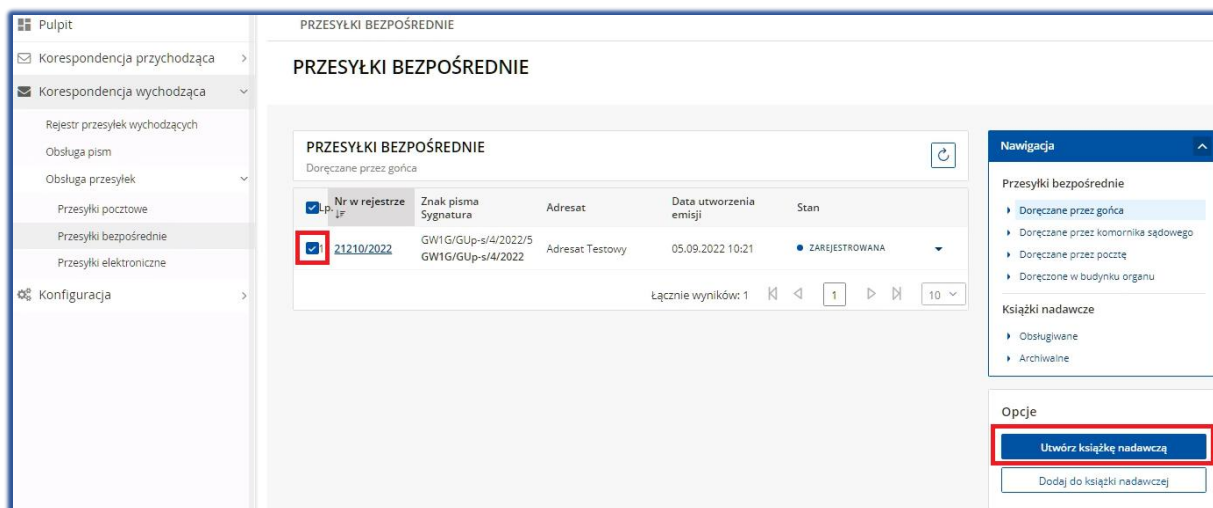 Pulpit
Korespondencja przychodząca
Korespondencja wychodząca
Rejestr przesyłek wychodzących
Obsługa pism
Obsługa przesyłek
Przesyłki pocztowe
Przesyłki bezpośrednie
Przesyłki elektroniczne
Konfiguracja
PRZESYŁKI BEZPOŚREDNIE
PRZESYŁKI BEZPOŚREDNIE
PRZESYŁKI BEZPOŚREDNIE
Doręczane przez gońca
Lp. Nr w rejestrze Znak pisma Sygnatura Adresat Data utworzenia emisji Stan
1 21210/2022 GW1G/GUp-s/4/2022/5 GW1G/GUp-s/4/2022 Adresat Testowy 05.09.2022 10:21 ZAREJESTROWANA
Łącznie wyników: 1 1 10
Nawigacja
Przesyłki bezpośrednie
Doręczane przez gońca
Doręczane przez komornika sądowego
Doręczane przez pocztę
Doręczone w budynku organu
Książki nadawcze
Obsługiwane
Archiwalne
Opcje
Utwórz książkę nadawczą
Dodaj do książki nadawczej